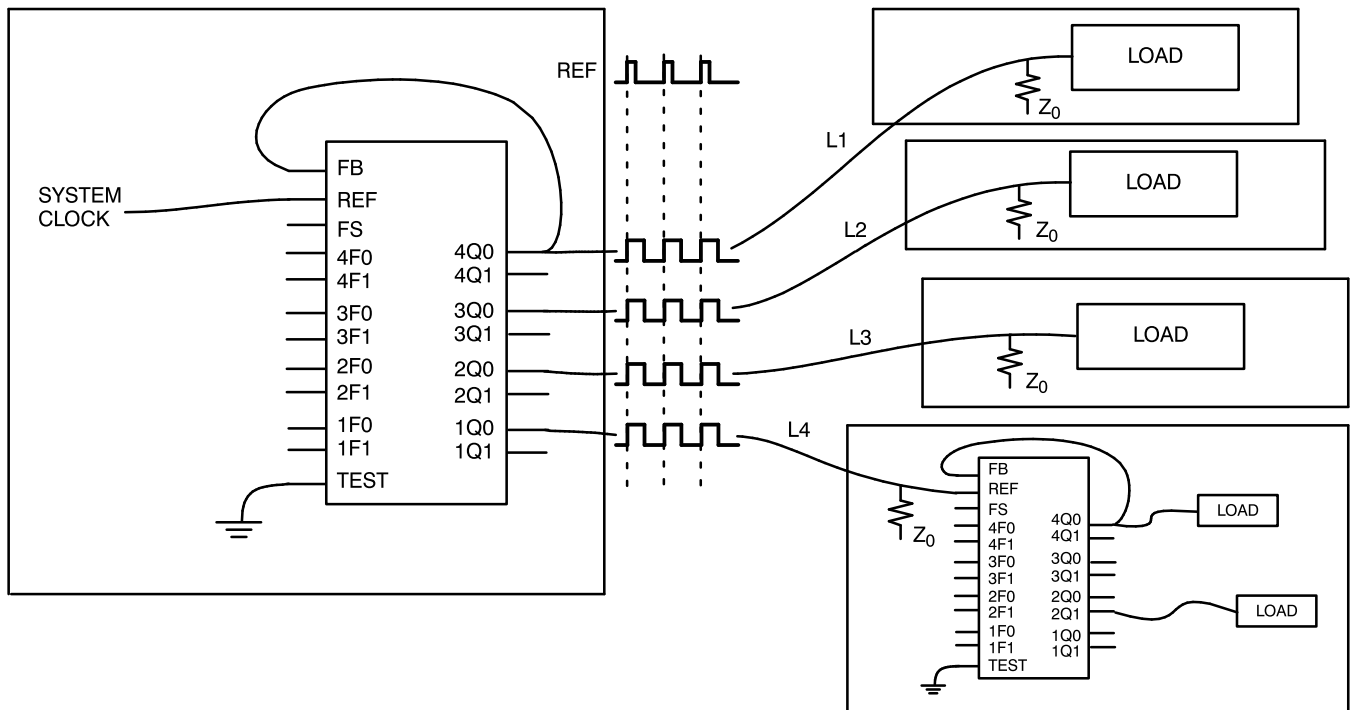 REF
SYSTEM
CLOCK
FB
REF
FS
4F0
4F1
3F0
3F1
2F0
2F1
1F0
1F1
TEST
4Q0
4Q1
3Q0
3Q1
2Q0
2Q1
1Q0
1Q1
L1
LOAD
Z0
L2
LOAD
Z0
L3
LOAD
Z0
L4
Z0
FB
REF
FS
4F0
4F1
3F0
3F1
2F0
2F1
1F0
1F1
TEST
4Q0
4Q1
3Q0
3Q1
2Q0
2Q1
1Q0
1Q1
LOAD
LOAD